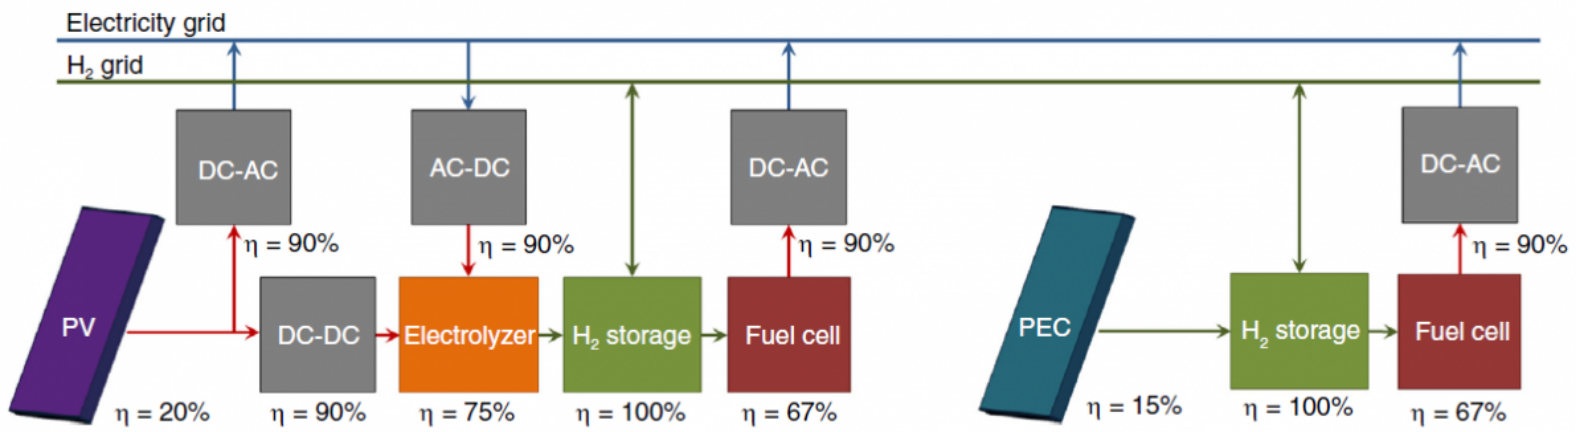 Electricity grid
H₂ grid
DC-AC
AC-DC
DC-AC
DC-AC
η = 90%
η = 90%
η = 90%
η = 90%
PV
DC-DC
Electrolyzer
H₂ storage
Fuel cell
PEC
H₂ storage
Fuel cell
η = 20%
η = 90%
η = 75%
η = 100%
η = 67%
η = 15%
η = 100%
η = 67%